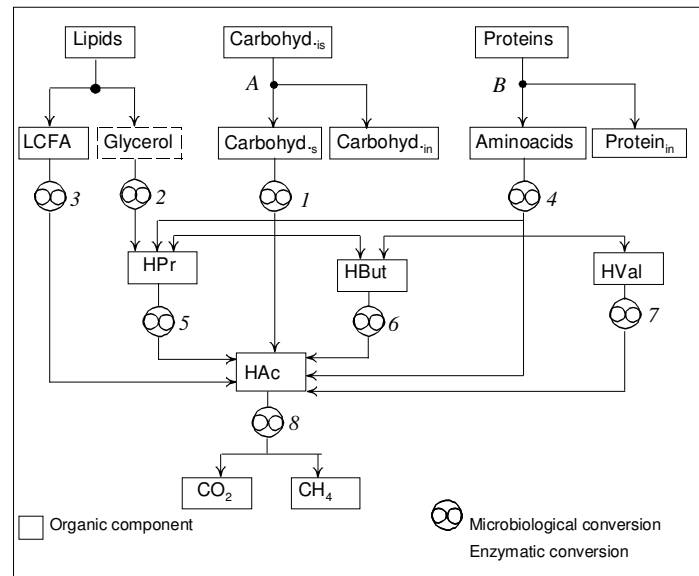 Lipids Carbohyd.is Proteins
A B
LCFA Glycerol Carbohyd.s Carbohyd.in Aminoacids Proteinin
3 2 1 4
HPr HBut HVal
5 6 7
HAc
8
CO2 CH4
Organic component Microbiological conversion
Enzymatic conversion